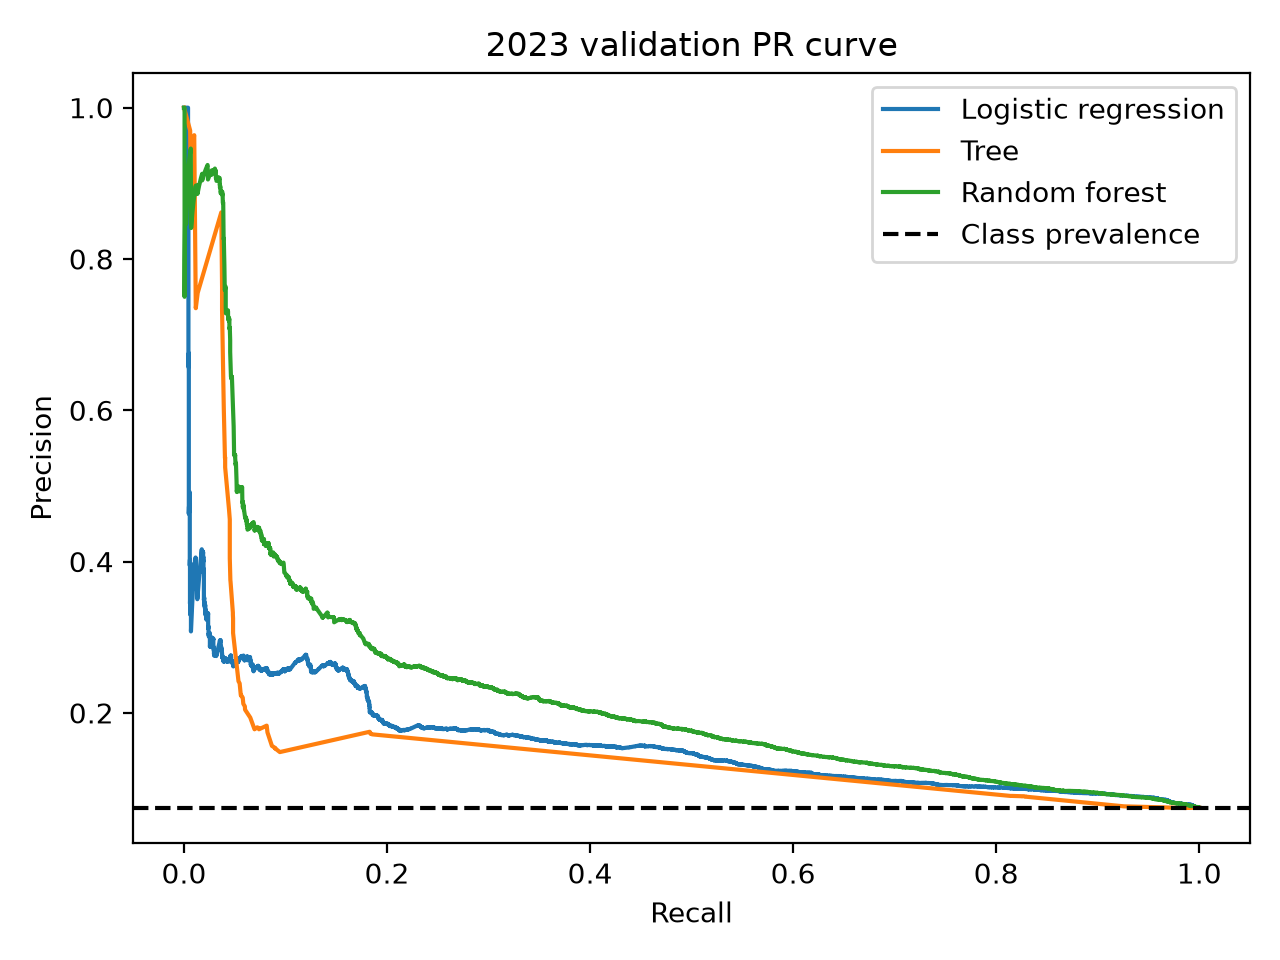 2023 validation PR curve
Logistic regression
Tree
Random forest
Class prevalence
Precision
1.0
0.8
0.6
0.4
0.2
0.0 0.2 0.4 0.6 0.8 1.0
Recall